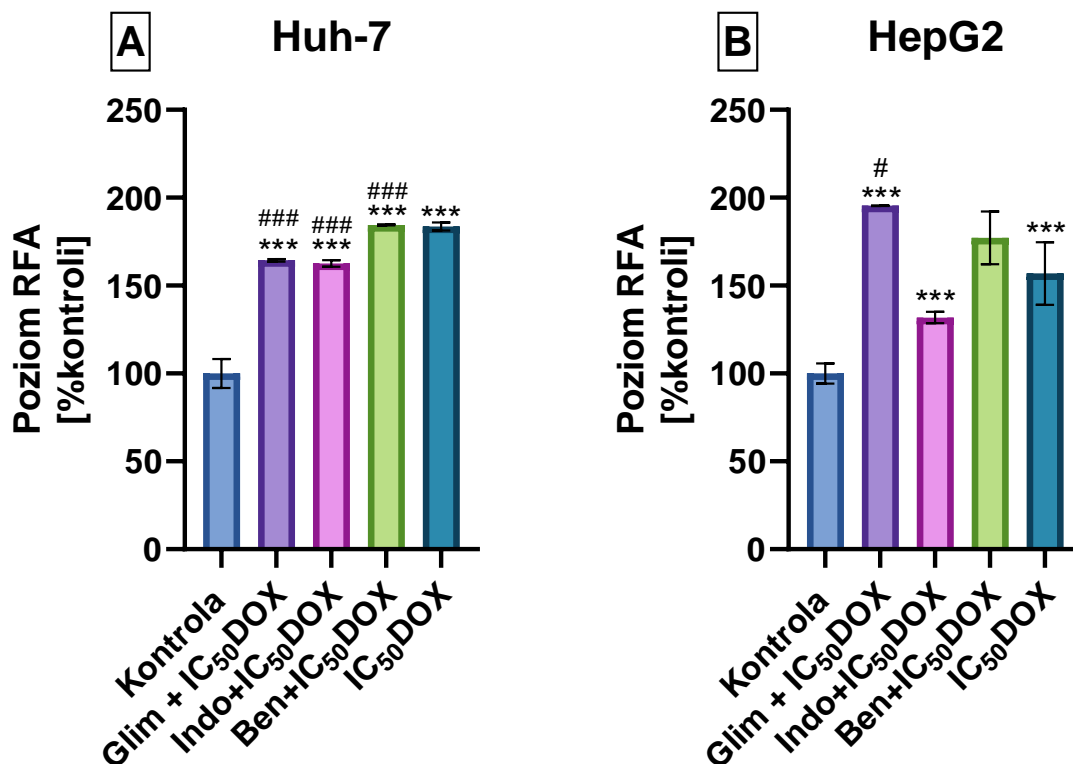 A
Huh-7
Poziom RFA
[%kontroli]
250
200
150
100
50
0
###
***
###
***
###
***
***
Kontrola
Glim + IC₅₀DOX
Indo+IC₅₀DOX
Ben+IC₅₀DOX
IC₅₀DOX
B
HepG2
Poziom RFA
[%kontroli]
250
200
150
100
50
0
#
***
***
***
Kontrola
Glim + IC₅₀DOX
Indo+IC₅₀DOX
Ben+IC₅₀DOX
IC₅₀DOX